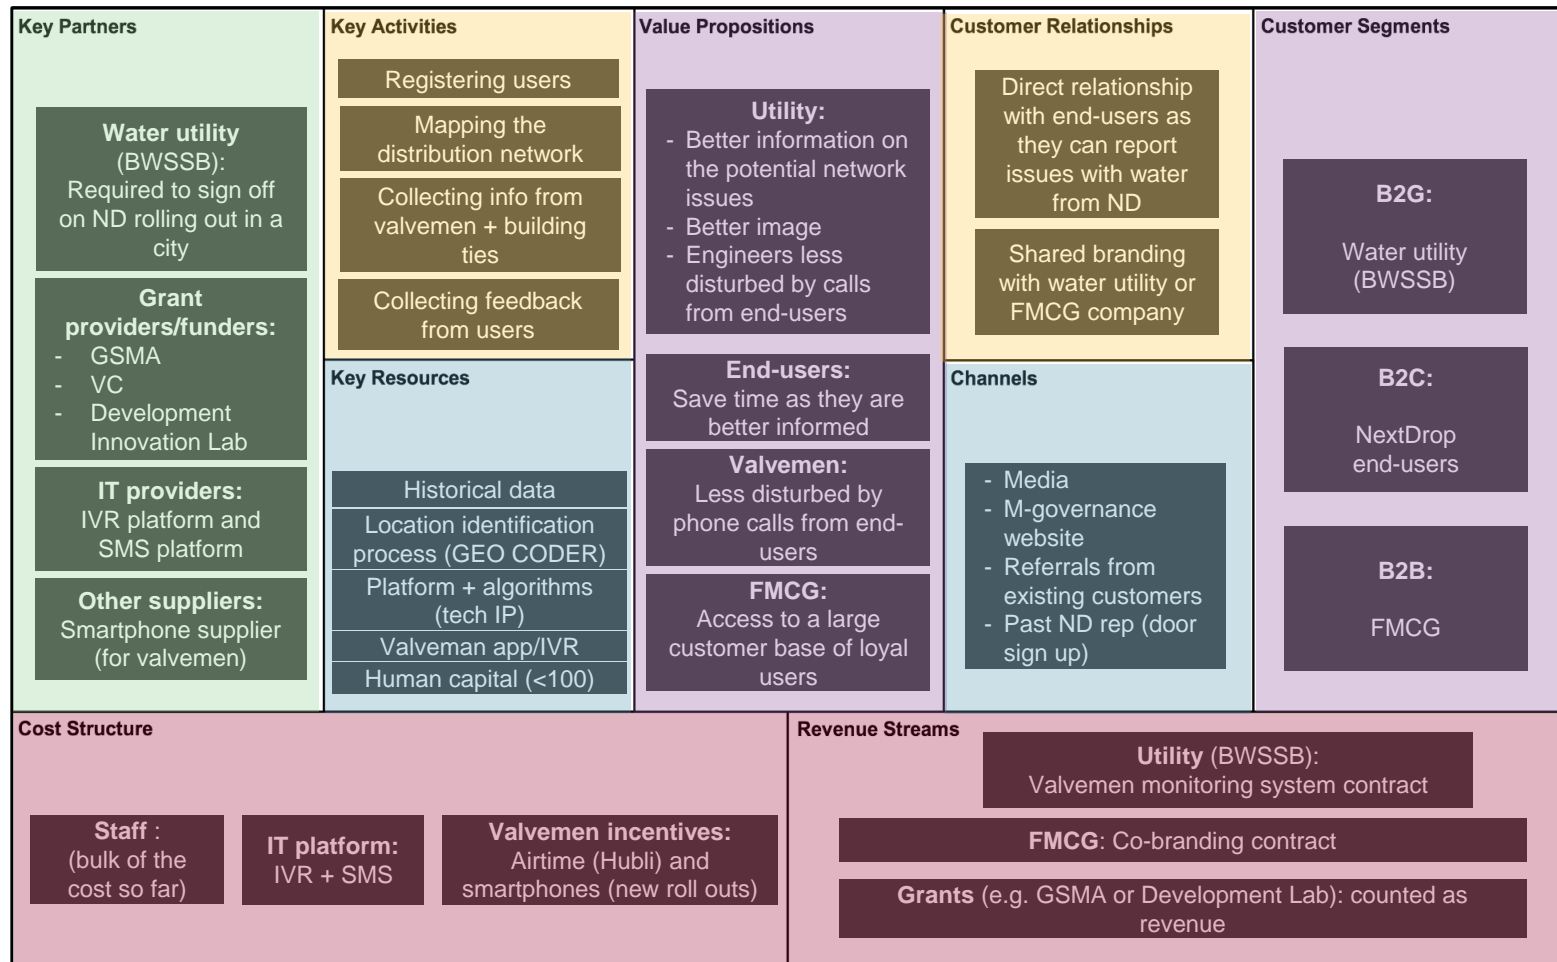 Key Partners
Water utility
(BWSSB):
Required to sign off
on ND rolling out in a
city
Grant
providers/funders:
- GSMA
- VC
- Development
Innovation Lab
IT providers:
IVR platform and
SMS platform
Other suppliers:
Smartphone supplier
(for valvemen)
Key Activities
Registering users
Mapping the
distribution network
Collecting info from
valvemen + building
ties
Collecting feedback
from users
Key Resources
Historical data
Location identification
process (GEO CODER)
Platform + algorithms
(tech IP)
Valveman app/IVR
Human capital (<100)
Value Propositions
Utility:
- Better information on
the potential network
issues
- Better image
- Engineers less
disturbed by calls
from end-users
End-users:
Save time as they are
better informed
Valvemen:
Less disturbed by
phone calls from end-
users
FMCG:
Access to a large
customer base of loyal
users
Customer Relationships
Direct relationship
with end-users as
they can report
issues with water
from ND
Shared branding
with water utility or
FMCG company
Channels
- Media
- M-governance
website
- Referrals from
existing customers
- Past ND rep (door
sign up)
Customer Segments
B2G:
Water utility
(BWSSB)
B2C:
NextDrop
end-users
B2B:
FMCG
Cost Structure
Staff :
(bulk of the
cost so far)
IT platform:
IVR + SMS
Valvemen incentives:
Airtime (Hubli) and
smartphones (new roll outs)
Revenue Streams
Utility (BWSSB):
Valvemen monitoring system contract
FMCG: Co-branding contract
Grants (e.g. GSMA or Development Lab): counted as
revenue